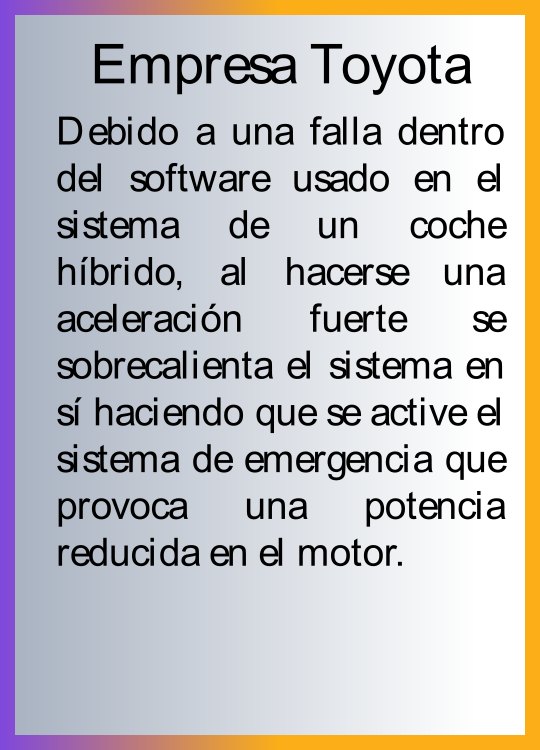 Empresa Toyota
Debido a una falla dentro
del software usado en el
sistema de un coche
híbrido, al hacerse una
aceleración fuerte se
sobrecalienta el sistema en
sí haciendo que se active el
sistema de emergencia que
provoca una potencia
reducida en el motor.